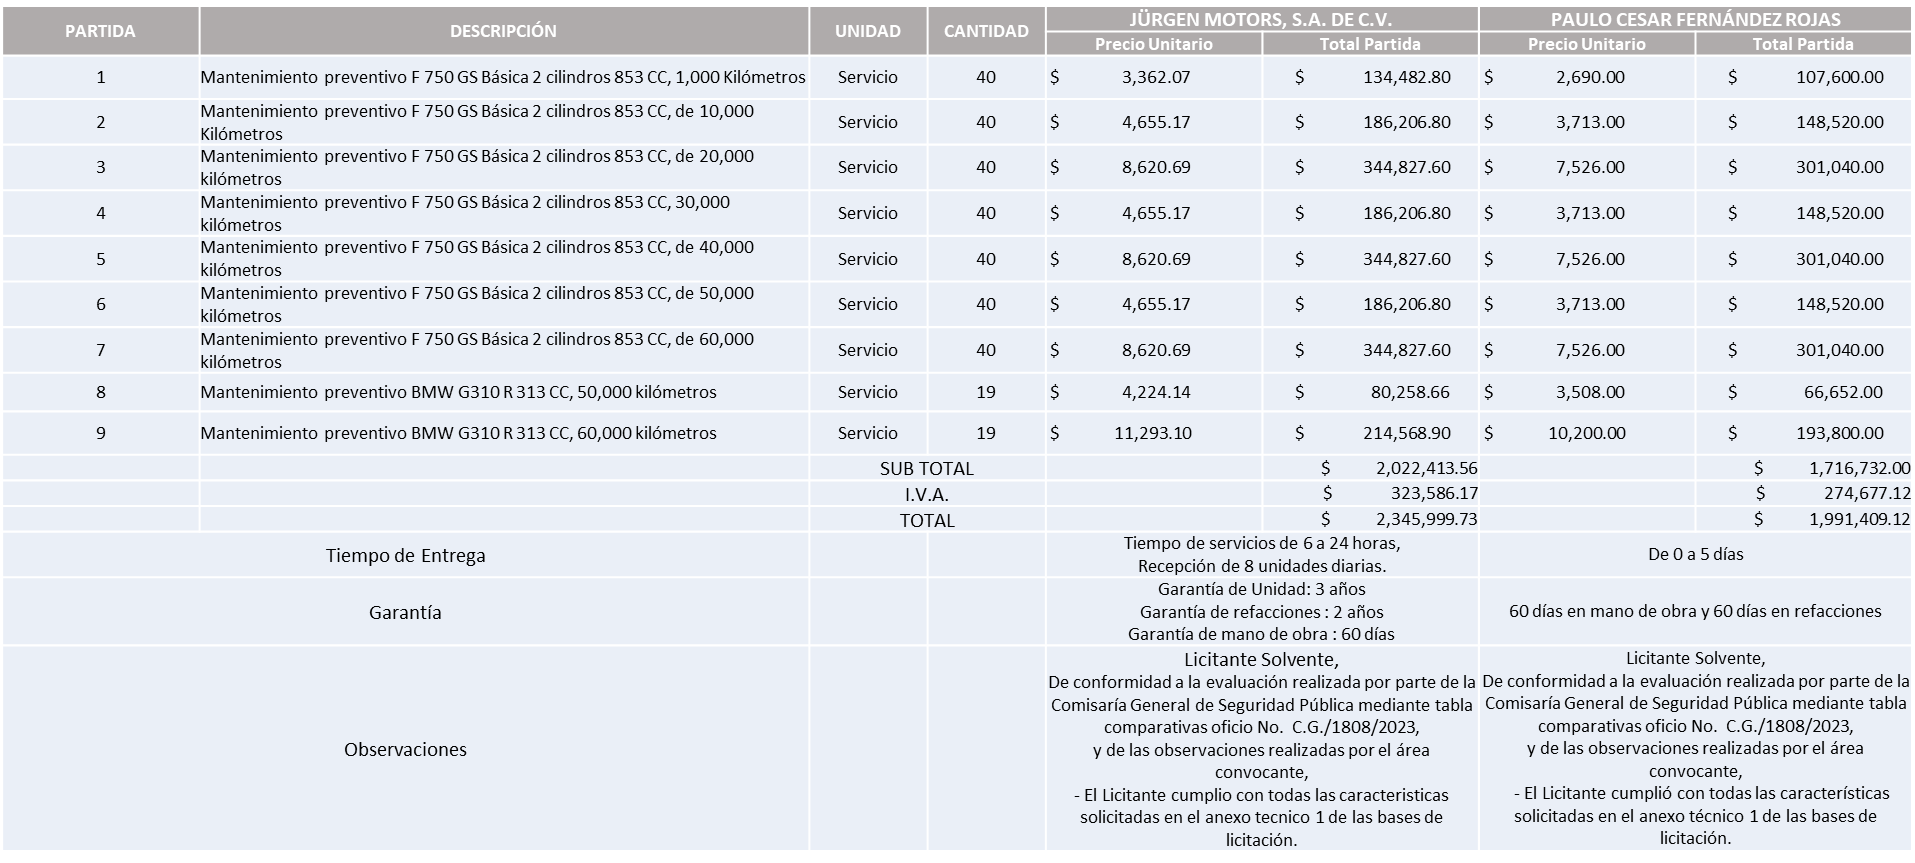 PARTIDA DESCRIPCIÓN UNIDAD CANTIDAD JÜRGEN MOTORS, S.A. DE C.V. PAULO CESAR FERNÁNDEZ ROJAS
Precio Unitario Total Partida Precio Unitario Total Partida
1 Mantenimiento preventivo F 750 GS Básica 2 cilindros 853 CC, 1,000 Kilómetros Servicio 40 $ 3,362.07 $ 134,482.80 $ 2,690.00 $ 107,600.00
2 Mantenimiento preventivo F 750 GS Básica 2 cilindros 853 CC, de 10,000
Kilómetros Servicio 40 $ 4,655.17 $ 186,206.80 $ 3,713.00 $ 148,520.00
3 Mantenimiento preventivo F 750 GS Básica 2 cilindros 853 CC, de 20,000
kilómetros Servicio 40 $ 8,620.69 $ 344,827.60 $ 7,526.00 $ 301,040.00
4 Mantenimiento preventivo F 750 GS Básica 2 cilindros 853 CC, 30,000
kilómetros Servicio 40 $ 4,655.17 $ 186,206.80 $ 3,713.00 $ 148,520.00
5 Mantenimiento preventivo F 750 GS Básica 2 cilindros 853 CC, de 40,000
kilómetros Servicio 40 $ 8,620.69 $ 344,827.60 $ 7,526.00 $ 301,040.00
6 Mantenimiento preventivo F 750 GS Básica 2 cilindros 853 CC, de 50,000
kilómetros Servicio 40 $ 4,655.17 $ 186,206.80 $ 3,713.00 $ 148,520.00
7 Mantenimiento preventivo F 750 GS Básica 2 cilindros 853 CC, de 60,000
kilómetros Servicio 40 $ 8,620.69 $ 344,827.60 $ 7,526.00 $ 301,040.00
8 Mantenimiento preventivo BMW G310 R 313 CC, 50,000 kilómetros Servicio 19 $ 4,224.14 $ 80,258.66 $ 3,508.00 $ 66,652.00
9 Mantenimiento preventivo BMW G310 R 313 CC, 60,000 kilómetros Servicio 19 $ 11,293.10 $ 214,568.90 $ 10,200.00 $ 193,800.00
SUB TOTAL $ 2,022,413.56 $ 1,716,732.00
I.V.A. $ 323,586.17 $ 274,677.12
TOTAL $ 2,345,999.73 $ 1,991,409.12
Tiempo de Entrega
Tiempo de servicios de 6 a 24 horas,
Recepción de 8 unidades diarias.
De 0 a 5 días
Garantía
Garantía de Unidad: 3 años
Garantía de refacciones : 2 años
Garantía de mano de obra : 60 días
60 días en mano de obra y 60 días en refacciones
Observaciones
Licitante Solvente,
De conformidad a la evaluación realizada por parte de la
Comisaría General de Seguridad Pública mediante tabla
comparativas oficio No. C.G./1808/2023,
y de las observaciones realizadas por el área
convocante,
- El Licitante cumplio con todas las caracteristicas
solicitadas en el anexo tecnico 1 de las bases de
licitación.
Licitante Solvente,
De conformidad a la evaluación realizada por parte de la
Comisaría General de Seguridad Pública mediante tabla
comparativas oficio No. C.G./1808/2023,
y de las observaciones realizadas por el área
convocante,
- El Licitante cumplió con todas las características
solicitadas en el anexo técnico 1 de las bases de
licitación.